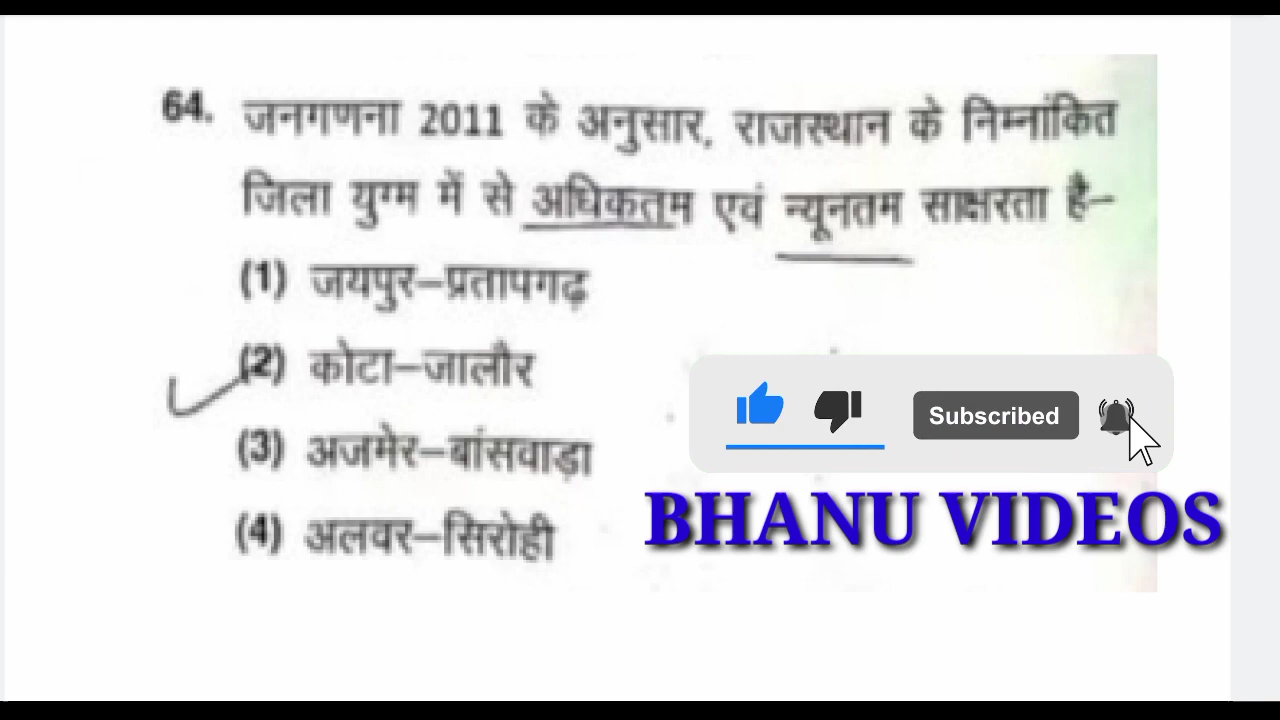 64. जनगणना 2011 के अनुसार, राजस्थान के निम्नांकित
जिला युग्म में से अधिकतम एवं न्यूनतम साक्षरता है–
(1) जयपुर–प्रतापगढ़
(2) कोटा–जालौर
(3) अजमेर–बांसवाड़ा
(4) अलवर–सिरोही
Subscribed
BHANU VIDEOS